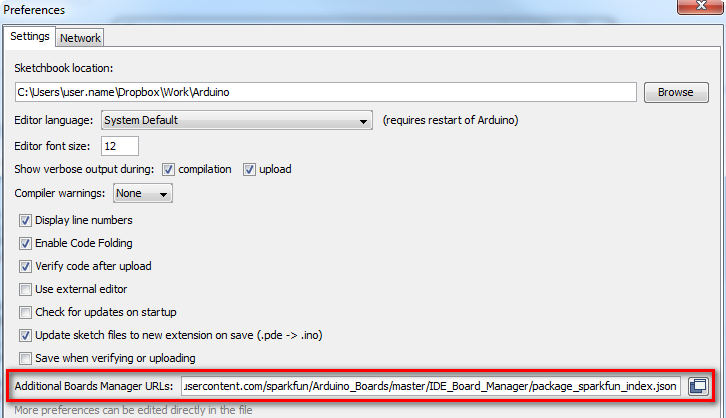 Preferences
Settings Network
Sketchbook location:
C:\Users\user.name\Dropbox\Work\Arduino Browse
Editor language: System Default (requires restart of Arduino)
Editor font size: 12
Show verbose output during: compilation upload
Compiler warnings: None
Display line numbers
Enable Code Folding
Verify code after upload
Use external editor
Check for updates on startup
Update sketch files to new extension on save (.pde -> .ino)
Save when verifying or uploading
Additional Boards Manager URLs: usercontent.com/sparkfun/Arduino_Boards/master/IDE_Board_Manager/package_sparkfun_index.json
More preferences can be edited directly in the file